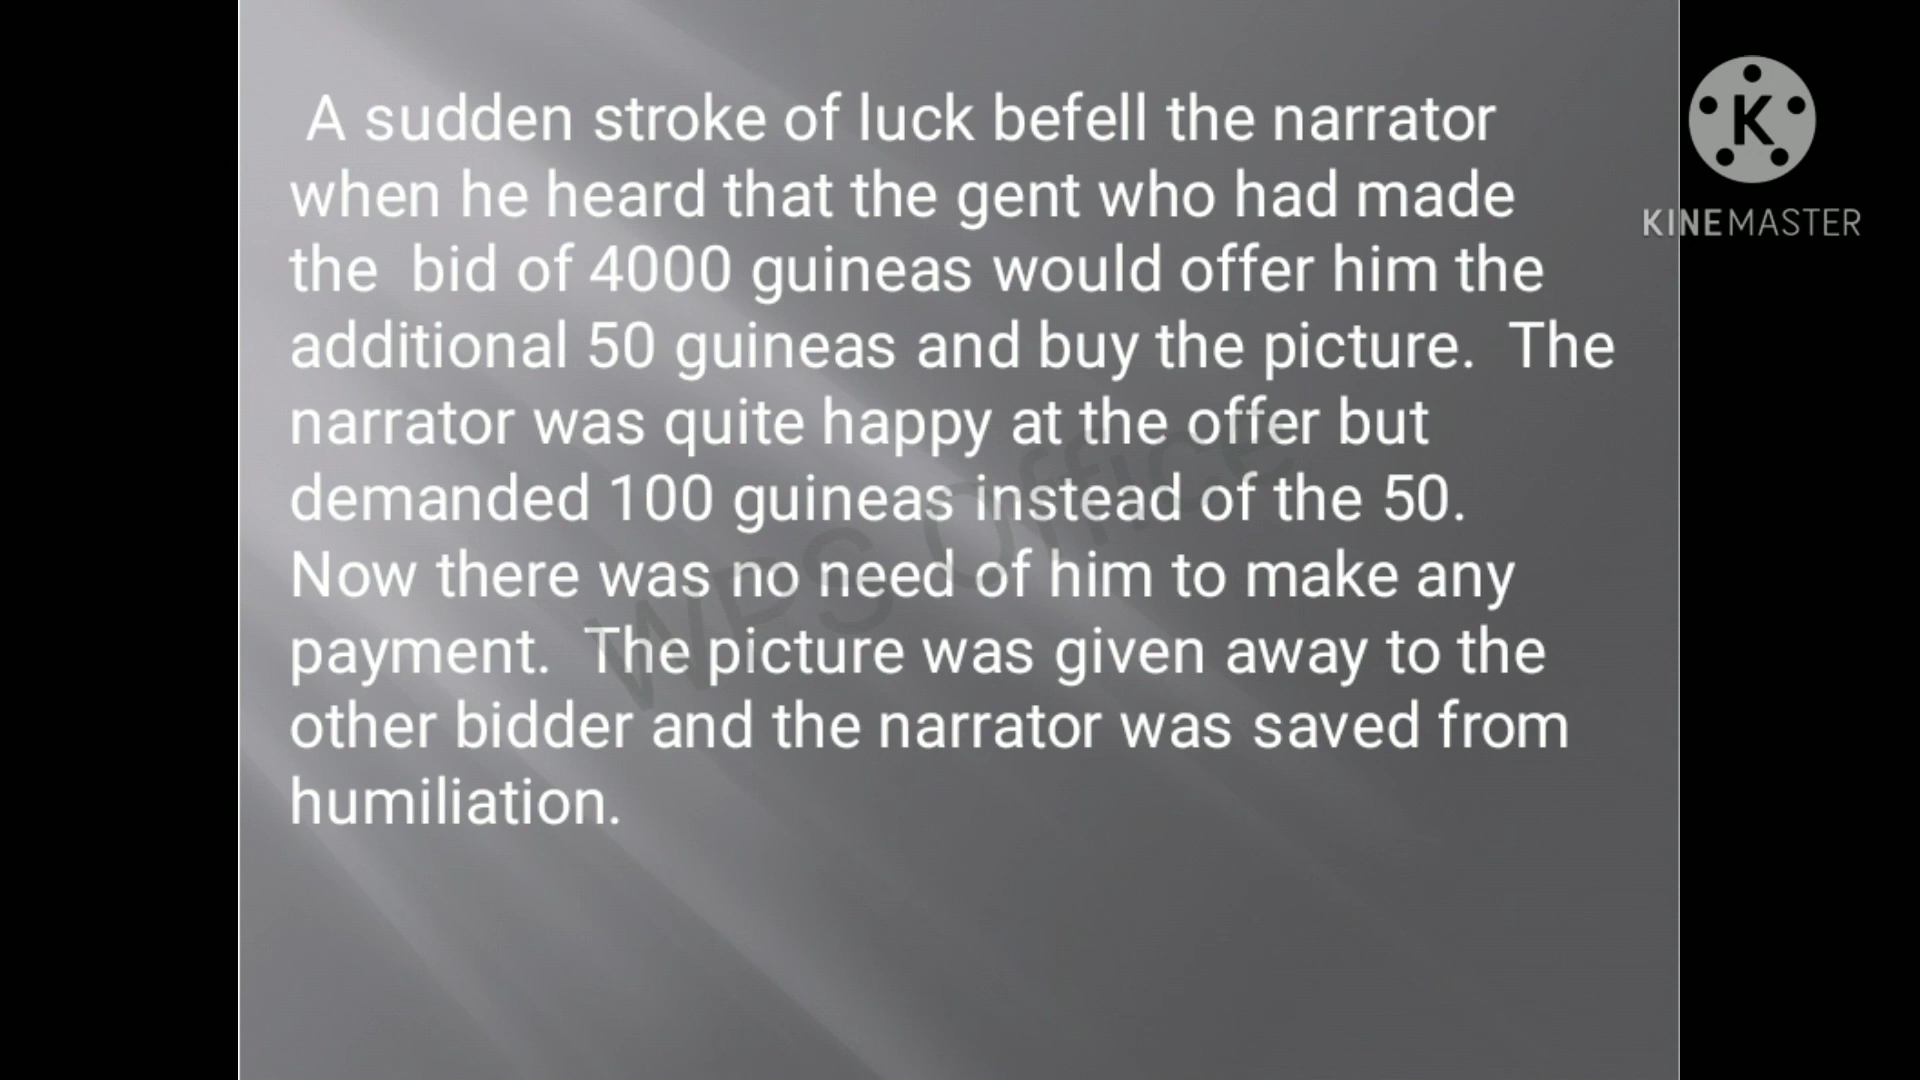 A sudden stroke of luck befell the narrator
when he heard that the gent who had made
the bid of 4000 guineas would offer him the
additional 50 guineas and buy the picture. The
narrator was quite happy at the offer but
demanded 100 guineas instead of the 50.
Now there was no need of him to make any
payment. The picture was given away to the
other bidder and the narrator was saved from
humiliation.
WPS Office
K
KINEMASTER